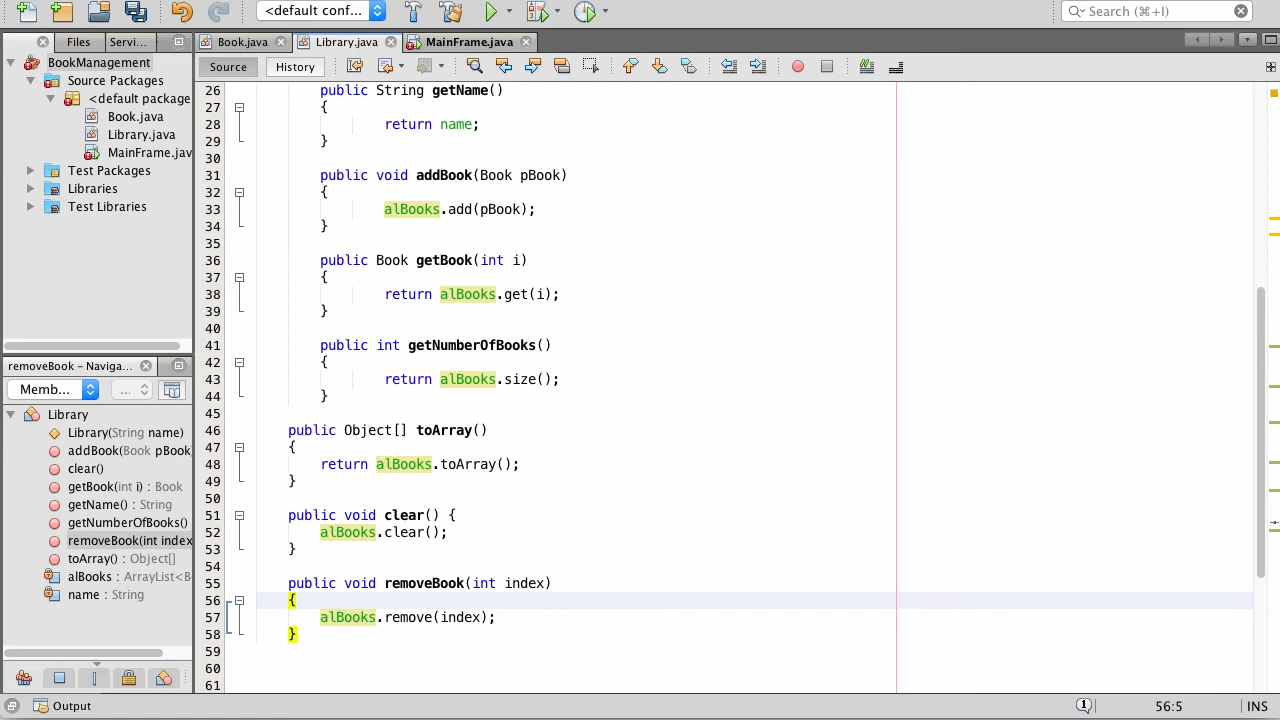 <default conf...
Search (⌘+I)
Files
Servi...
Book.java
Library.java
MainFrame.java
Source
History
BookManagement
Source Packages
<default package
Book.java
Library.java
MainFrame.jav
Test Packages
Libraries
Test Libraries
removeBook – Naviga...
Memb...
...
Library
Library(String name)
addBook(Book pBook
clear()
getBook(int i) : Book
getName() : String
getNumberOfBooks()
removeBook(int index
toArray() : Object[]
alBooks : ArrayList<B
name : String
26 public String getName()
27 {
28 return name;
29 }
30
31 public void addBook(Book pBook)
32 {
33 alBooks.add(pBook);
34 }
35
36 public Book getBook(int i)
37 {
38 return alBooks.get(i);
39 }
40
41 public int getNumberOfBooks()
42 {
43 return alBooks.size();
44 }
45
46 public Object[] toArray()
47 {
48 return alBooks.toArray();
49 }
50
51 public void clear() {
52 alBooks.clear();
53 }
54
55 public void removeBook(int index)
56 {
57 alBooks.remove(index);
58 }
59
60
61
Output
1
56:5
INS